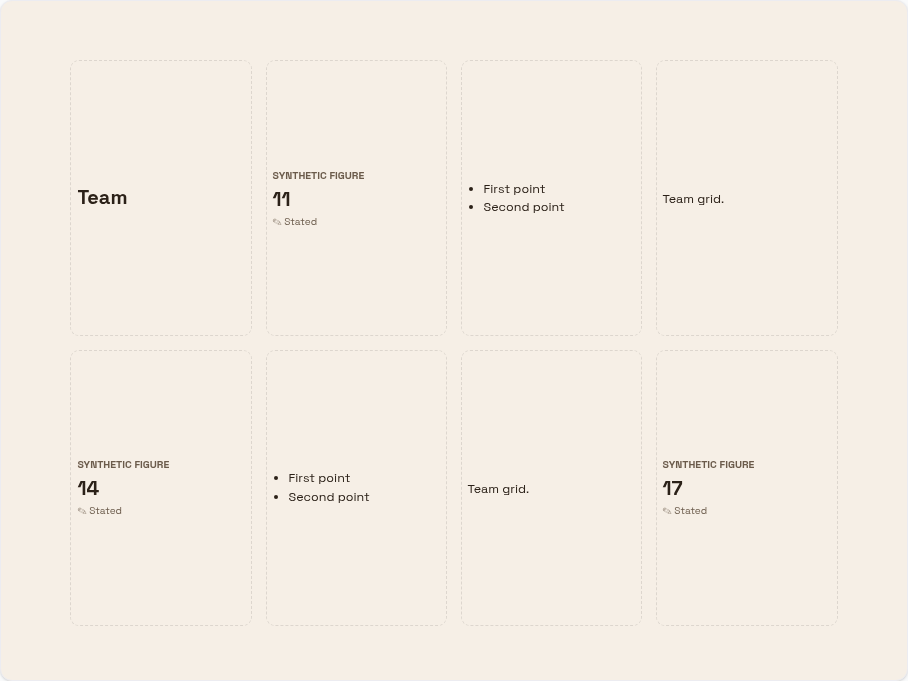 Team
SYNTHETIC FIGURE
11
✎ Stated
• First point
• Second point
Team grid.
SYNTHETIC FIGURE
14
✎ Stated
• First point
• Second point
Team grid.
SYNTHETIC FIGURE
17
✎ Stated